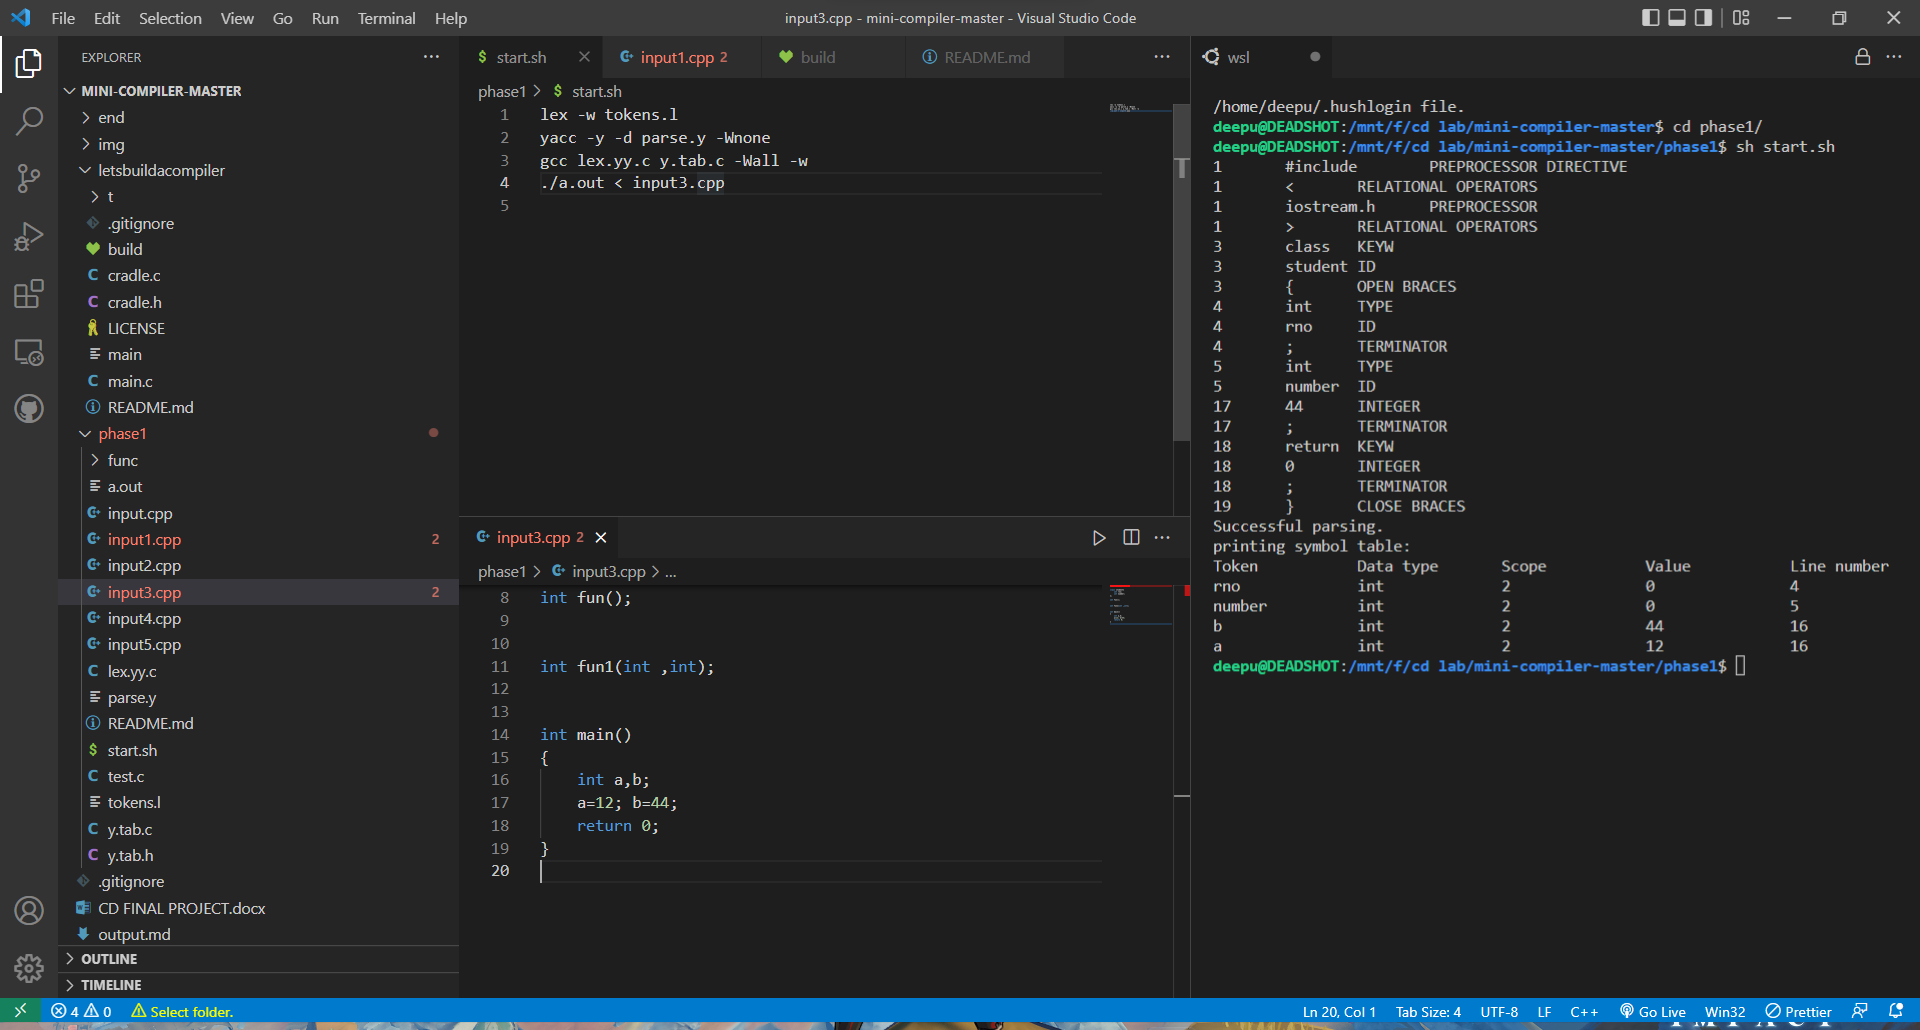 File Edit Selection View Go Run Terminal Help
input3.cpp - mini-compiler-master - Visual Studio Code
EXPLORER
MINI-COMPILER-MASTER
end
img
letsbuildacompiler
t
.gitignore
build
cradle.c
cradle.h
LICENSE
main
main.c
README.md
phase1
func
a.out
input.cpp
input1.cpp 2
input2.cpp
input3.cpp 2
input4.cpp
input5.cpp
lex.yy.c
parse.y
README.md
start.sh
test.c
tokens.l
y.tab.c
y.tab.h
.gitignore
CD FINAL PROJECT.docx
output.md
OUTLINE
TIMELINE
$ start.sh
input1.cpp 2
build
README.md
phase1 > $ start.sh
1 lex -w tokens.l
2 yacc -y -d parse.y -Wnone
3 gcc lex.yy.c y.tab.c -Wall -w
4 ./a.out < input3.cpp
5
input3.cpp 2
phase1 > input3.cpp > ...
8 int fun();
9
10
11 int fun1(int ,int);
12
13
14 int main()
15 {
16 int a,b;
17 a=12; b=44;
18 return 0;
19 }
20
wsl
/home/deepu/.hushlogin file.
deepu@DEADSHOT:/mnt/f/cd lab/mini-compiler-master$ cd phase1/
deepu@DEADSHOT:/mnt/f/cd lab/mini-compiler-master/phase1$ sh start.sh
1 #include PREPROCESSOR DIRECTIVE
1 < RELATIONAL OPERATORS
1 iostream.h PREPROCESSOR
1 > RELATIONAL OPERATORS
3 class KEYW
3 student ID
3 { OPEN BRACES
4 int TYPE
4 rno ID
4 ; TERMINATOR
5 int TYPE
5 number ID
17 44 INTEGER
17 ; TERMINATOR
18 return KEYW
18 0 INTEGER
18 ; TERMINATOR
19 } CLOSE BRACES
Successful parsing.
printing symbol table:
Token Data type Scope Value Line number
rno int 2 0 4
number int 2 0 5
b int 2 44 16
a int 2 12 16
deepu@DEADSHOT:/mnt/f/cd lab/mini-compiler-master/phase1$
4 0 Select folder.
Ln 20, Col 1 Tab Size: 4 UTF-8 LF C++ Go Live Win32 Prettier